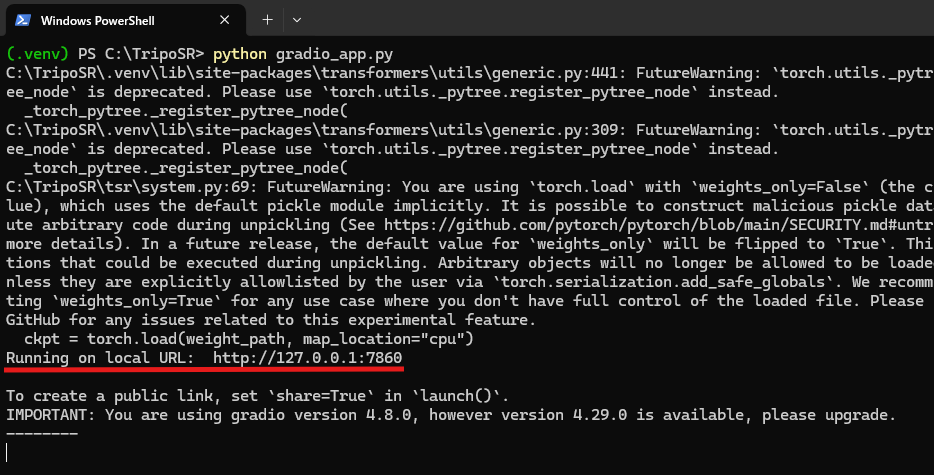 Windows PowerShell
(.venv) PS C:\TripoSR> python gradio_app.py
C:\TripoSR\.venv\lib\site-packages\transformers\utils\generic.py:441: FutureWarning: `torch.utils._pytr
ee_node` is deprecated. Please use `torch.utils._pytree.register_pytree_node` instead.
  _torch_pytree._register_pytree_node(
C:\TripoSR\.venv\lib\site-packages\transformers\utils\generic.py:309: FutureWarning: `torch.utils._pytr
ee_node` is deprecated. Please use `torch.utils._pytree.register_pytree_node` instead.
  _torch_pytree._register_pytree_node(
C:\TripoSR\tsr\system.py:69: FutureWarning: You are using `torch.load` with `weights_only=False` (the c
lue), which uses the default pickle module implicitly. It is possible to construct malicious pickle dat
ute arbitrary code during unpickling (See https://github.com/pytorch/pytorch/blob/main/SECURITY.md#untr
more details). In a future release, the default value for `weights_only` will be flipped to `True`. Thi
tions that could be executed during unpickling. Arbitrary objects will no longer be allowed to be loade
nless they are explicitly allowlisted by the user via `torch.serialization.add_safe_globals`. We recomm
ting `weights_only=True` for any use case where you don't have full control of the loaded file. Please
GitHub for any issues related to this experimental feature.
  ckpt = torch.load(weight_path, map_location="cpu")
Running on local URL:  http://127.0.0.1:7860
To create a public link, set `share=True` in `launch()`.
IMPORTANT: You are using gradio version 4.8.0, however version 4.29.0 is available, please upgrade.
--------